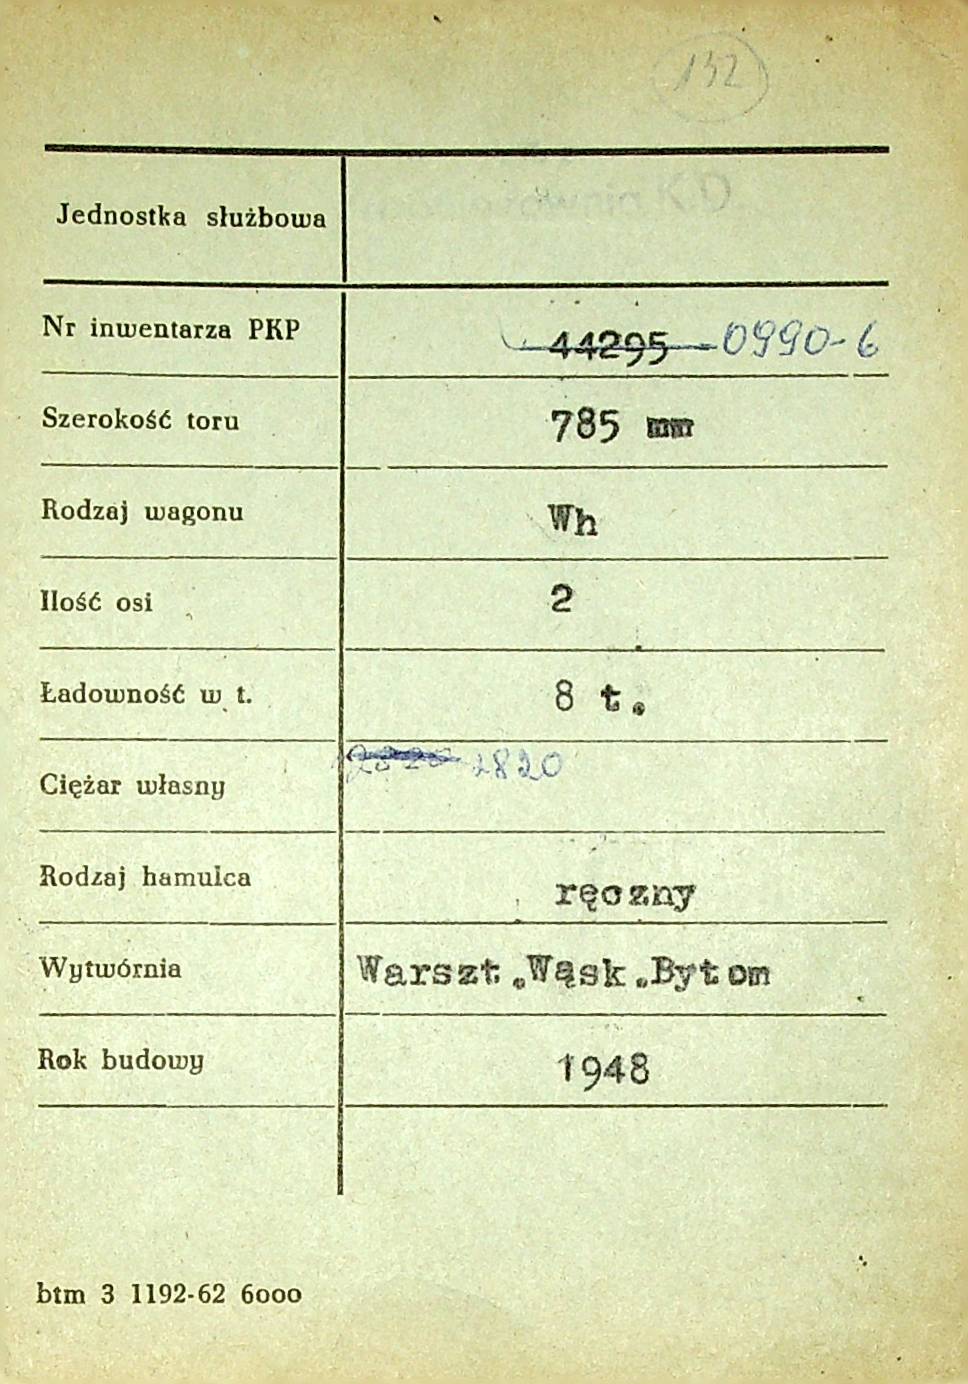 132
Jednostka służbowa K.D.
Nr inwentarza PKP 44295 0990-6
Szerokość toru 785 mm
Rodzaj wagonu Wh
Ilość osi 2
Ładowność w t. 8 t.
Ciężar własny 2820
Rodzaj hamulca ręczny
Wytwórnia Warszt.Wąsk.Bytom
Rok budowy 1948
btm 3 1192-62 6000